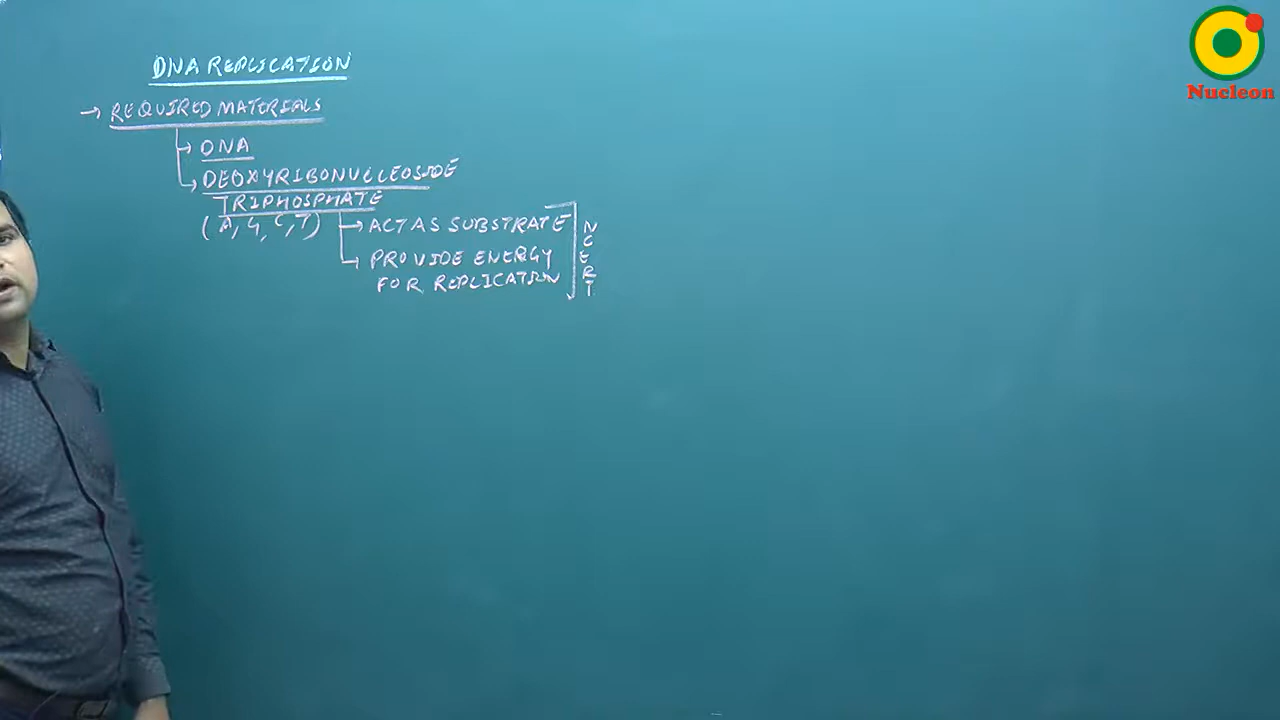 DNA REPLICATION
→ REQUIRED MATERIALS
→ DNA
→ DEOXYRIBONUCLEOSIDE
TRIPHOSPHATE
(A, G, C, T)
→ ACT AS SUBSTRATE
→ PROVIDE ENERGY
FOR REPLICATION
NCERT
Nucleon